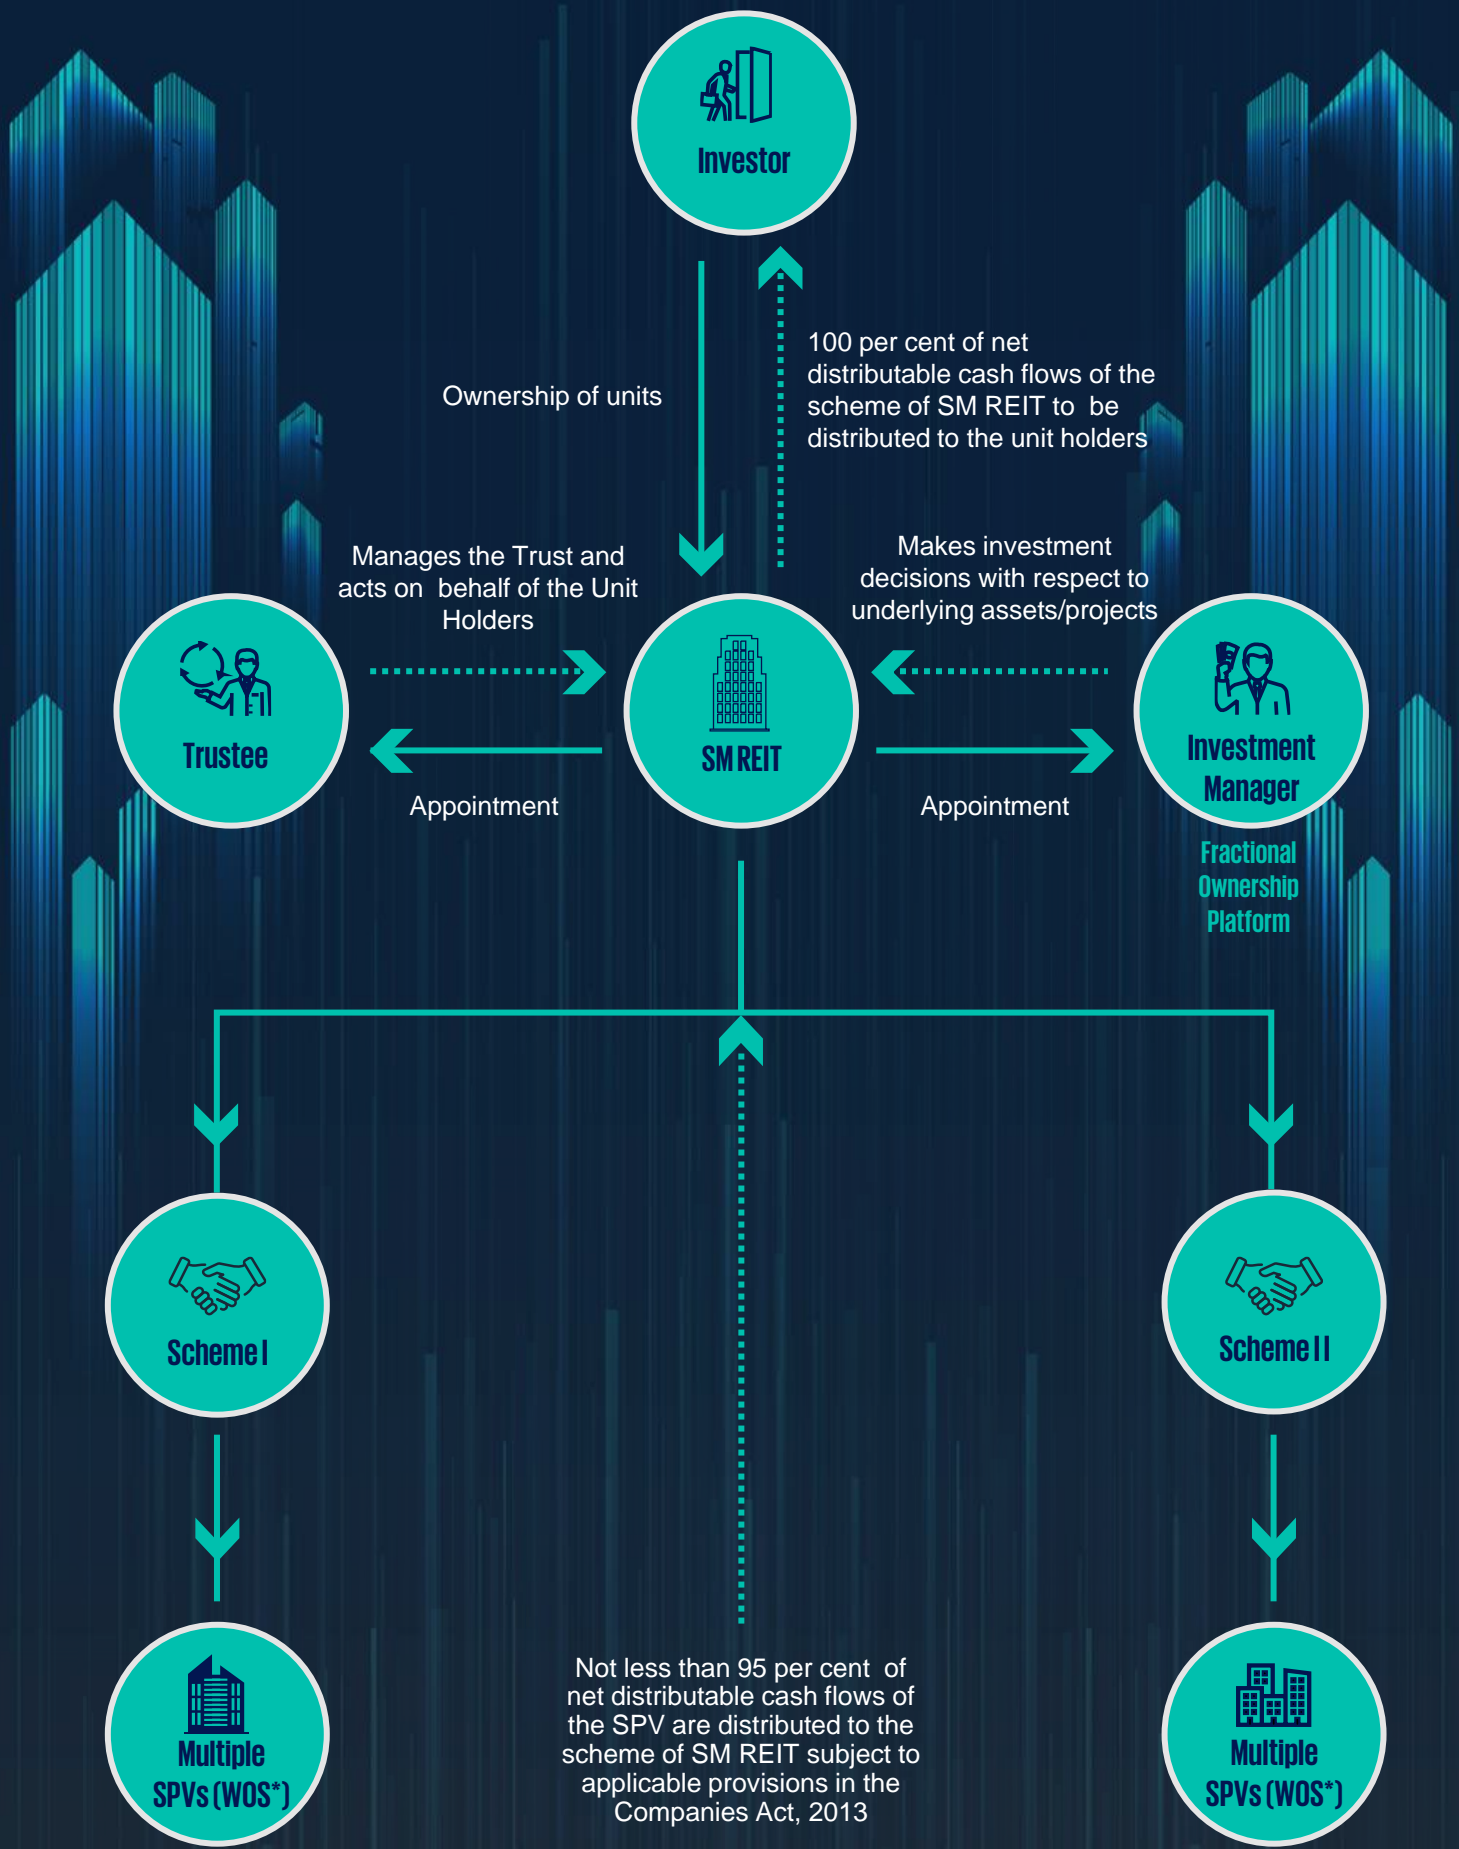 Investor
Ownership of units
100 per cent of net
distributable cash flows of the
scheme of SM REIT to be
distributed to the unit holders
Manages the Trust and
acts on behalf of the Unit
Holders
Makes investment
decisions with respect to
underlying assets/projects
Trustee
SM REIT
Investment
Manager
Appointment
Appointment
Fractional
Ownership
Platform
Scheme I
Scheme II
Multiple
SPVs (WOS*)
Not less than 95 per cent of
net distributable cash flows of
the SPV are distributed to the
scheme of SM REIT subject to
applicable provisions in the
Companies Act, 2013
Multiple
SPVs (WOS*)